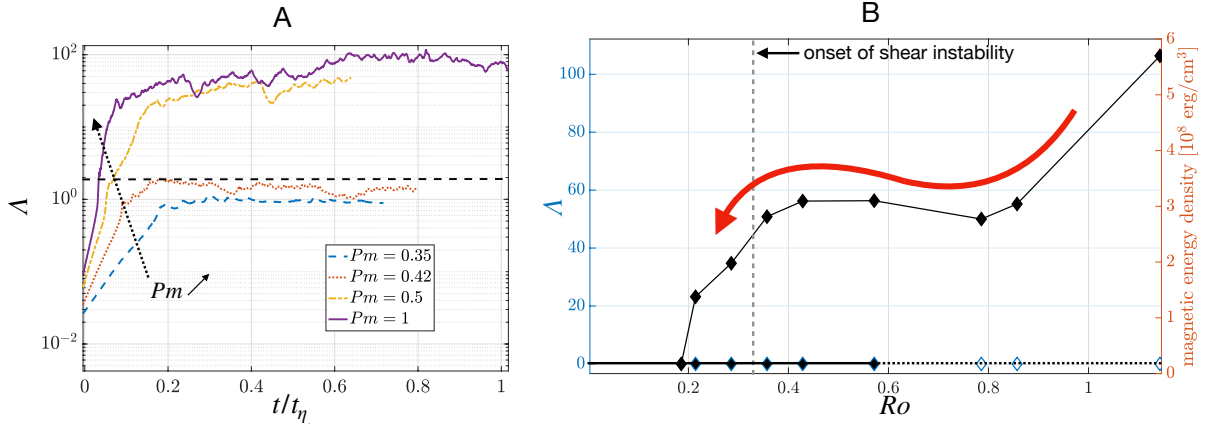 A
Λ
10^2
10^0
10^{-2}
Pm
Pm = 0.35
Pm = 0.42
Pm = 0.5
Pm = 1
0 0.2 0.4 0.6 0.8 1
t/t_η
B
onset of shear instability
Λ
100
80
60
40
20
0
0.2 0.4 0.6 0.8 1
Ro
6
5
4
3
2
1
0
magnetic energy density [10^8 erg/cm^3]